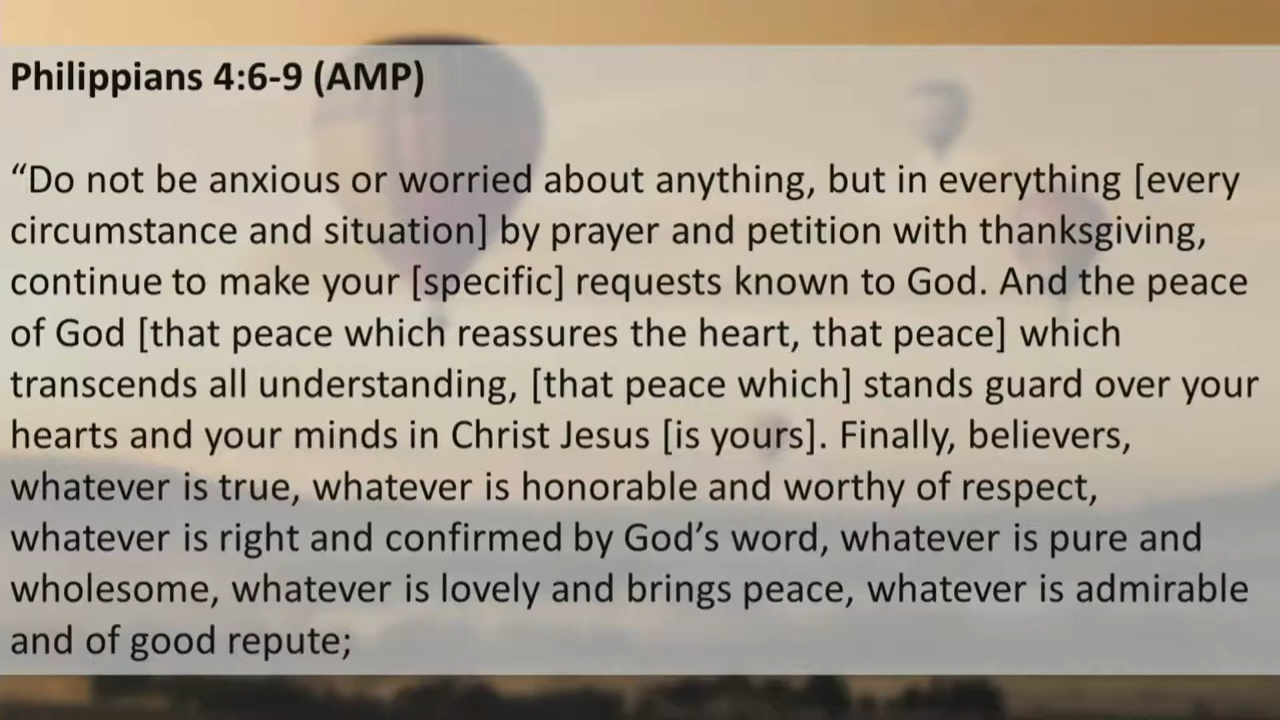 Philippians 4:6-9 (AMP)
“Do not be anxious or worried about anything, but in everything [every
circumstance and situation] by prayer and petition with thanksgiving,
continue to make your [specific] requests known to God. And the peace
of God [that peace which reassures the heart, that peace] which
transcends all understanding, [that peace which] stands guard over your
hearts and your minds in Christ Jesus [is yours]. Finally, believers,
whatever is true, whatever is honorable and worthy of respect,
whatever is right and confirmed by God’s word, whatever is pure and
wholesome, whatever is lovely and brings peace, whatever is admirable
and of good repute;